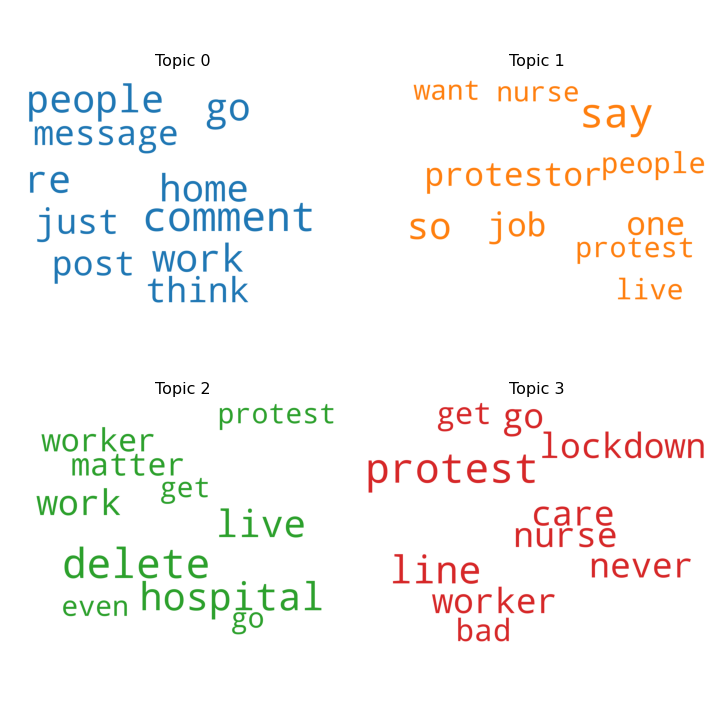 Topic 0
people
go
message
re
home
just
comment
post
work
think
Topic 1
want
nurse
say
people
protestor
so
job
one
protest
live
Topic 2
protest
worker
matter
get
work
live
delete
hospital
even
go
Topic 3
get
go
lockdown
protest
care
nurse
line
never
worker
bad